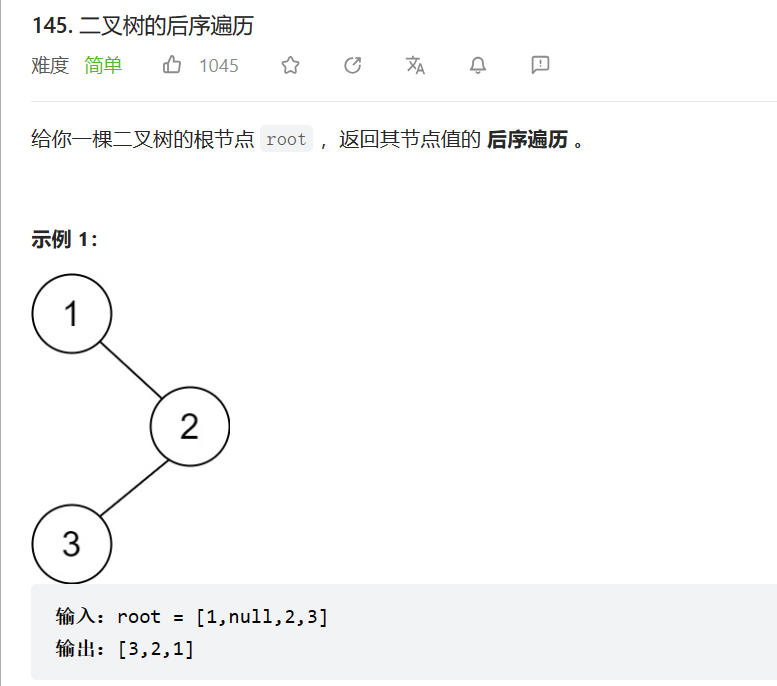 145. 二叉树的后序遍历
难度 简单 1045 文A
给你一棵二叉树的根节点 root ，返回其节点值的 后序遍历 。
示例 1：
1
2
3
输入：root = [1,null,2,3]
输出：[3,2,1]